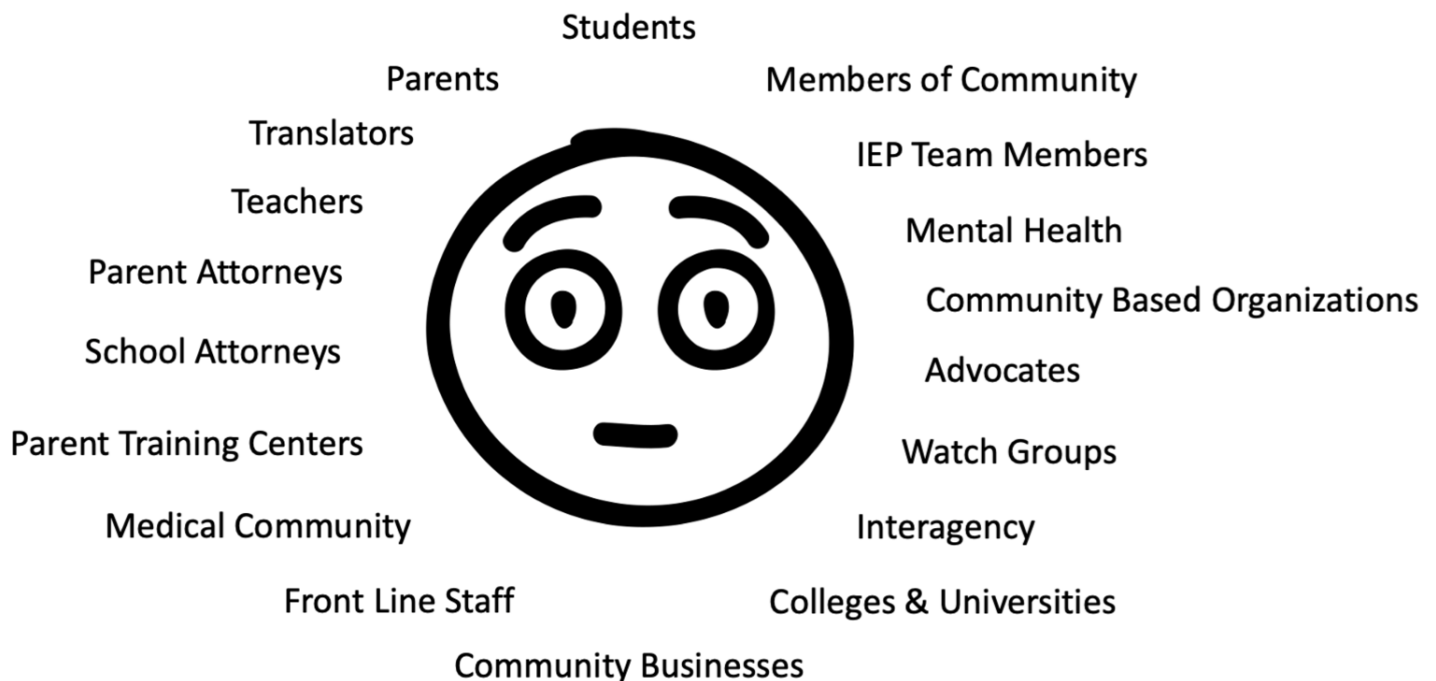 Students
Parents
Members of Community
Translators
IEP Team Members
Teachers
Mental Health
Parent Attorneys
Community Based Organizations
School Attorneys
Advocates
Parent Training Centers
Watch Groups
Medical Community
Interagency
Front Line Staff
Colleges & Universities
Community Businesses